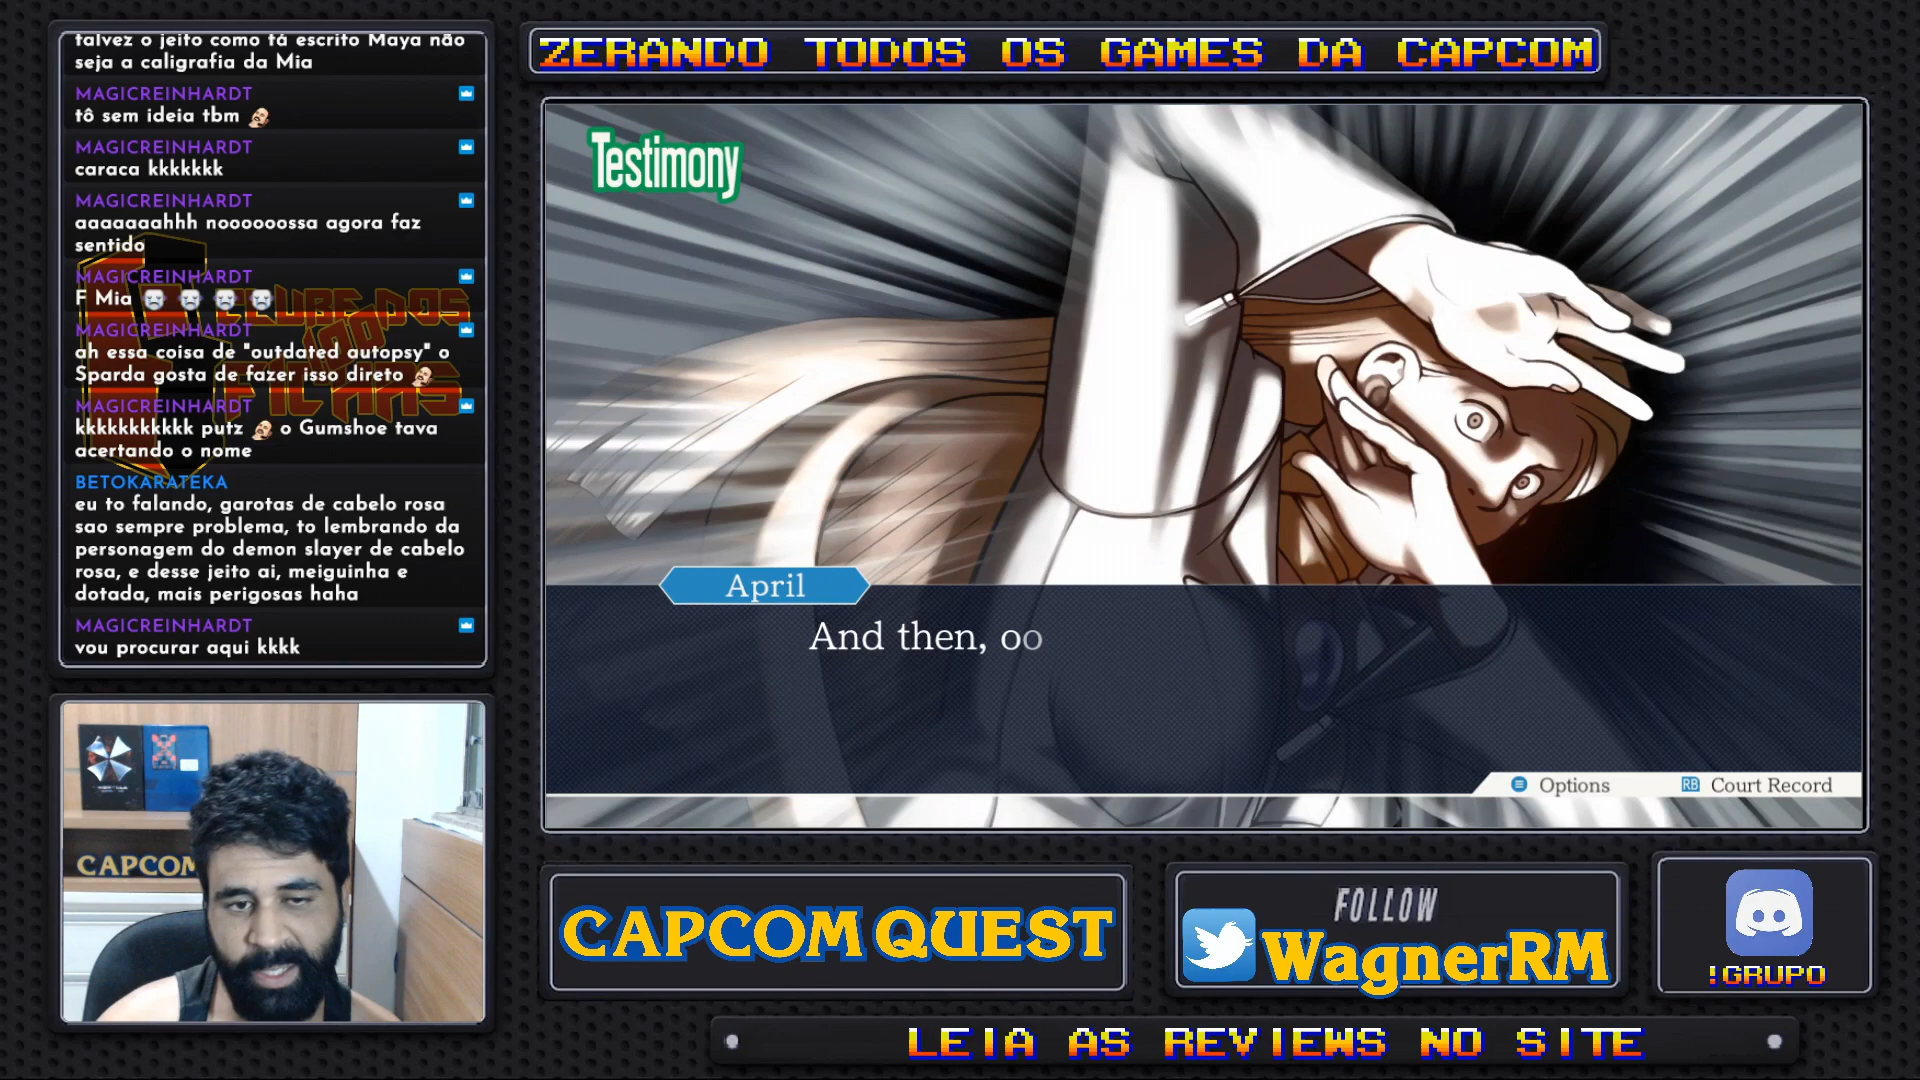 ZERANDO TODOS OS GAMES DA CAPCOM
talvez o jeito como tá escrito Maya não
seja a caligrafia da Mia
MAGICREINHARDT
tô sem ideia tbm
MAGICREINHARDT
caraca kkkkkkk
MAGICREINHARDT
aaaaaaahhh noooooossa agora faz
sentido
MAGICREINHARDT
F Mia
MAGICREINHARDT
ah essa coisa de "outdated autopsy" o
Sparda gosta de fazer isso direto
MAGICREINHARDT
kkkkkkkkkkk putz o Gumshoe tava
acertando o nome
BETOKARATEKA
eu to falando, garotas de cabelo rosa
sao sempre problema, to lembrando da
personagem do demon slayer de cabelo
rosa, e desse jeito ai, meiguinha e
dotada, mais perigosas haha
MAGICREINHARDT
vou procurar aqui kkkk
CLUBE DOS
100
FICHAS
Testimony
April
And then, oo
Options
RB Court Record
CAPCOM
CAPCOM QUEST
FOLLOW
WagnerRM
!GRUPO
LEIA AS REVIEWS NO SITE